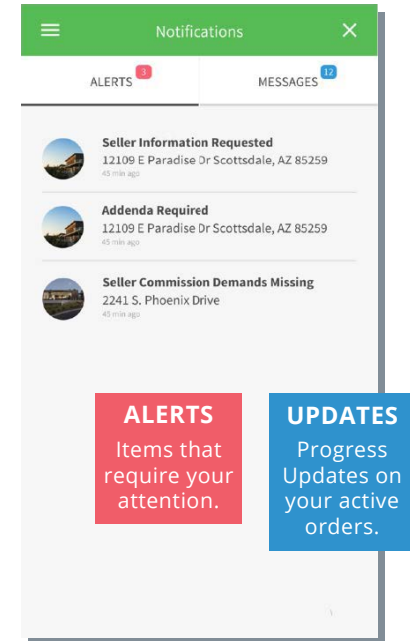 Notifications
ALERTS 3 MESSAGES 12
Seller Information Requested
12109 E Paradise Dr Scottsdale, AZ 85259
45 min ago
Addenda Required
12109 E Paradise Dr Scottsdale, AZ 85259
45 min ago
Seller Commission Demands Missing
2241 S. Phoenix Drive
45 min ago
ALERTS
Items that
require your
attention.
UPDATES
Progress
Updates on
your active
orders.